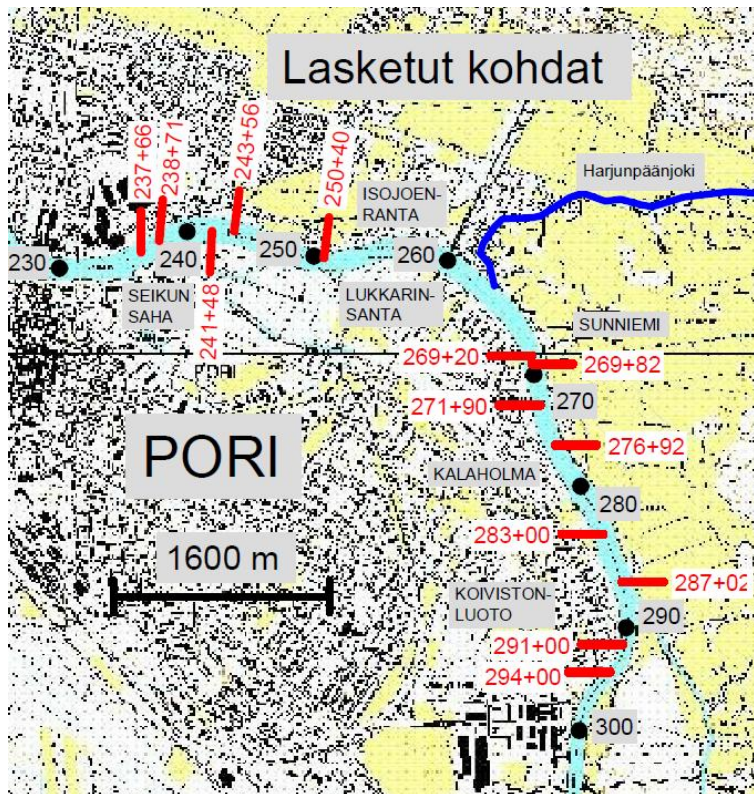 Lasketut kohdat
237+66
238+71
243+56
250+40
ISOJOEN-
RANTA
Harjunpäänjoki
230
240
250
260
SEIKUN
SAHA
241+48
LUKKARIN-
SANTA
SUNNIEMI
269+20
269+82
271+90
270
PORI
276+92
KALAHOLMA
280
283+00
1600 m
287+02
KOIVISTON-
LUOTO
290
291+00
294+00
300